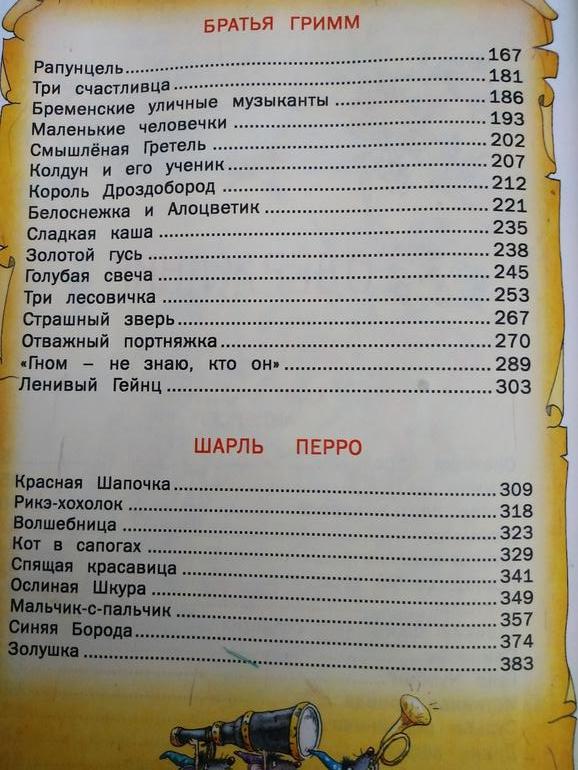 БРАТЬЯ ГРИММ
Рапунцель 167
Три счастливца 181
Бременские уличные музыканты 186
Маленькие человечки 193
Смышлёная Гретель 202
Колдун и его ученик 207
Король Дроздобород 212
Белоснежка и Алоцветик 221
Сладкая каша 235
Золотой гусь 238
Голубая свеча 245
Три лесовичка 253
Страшный зверь 267
Отважный портняжка 270
«Гном – не знаю, кто он» 289
Ленивый Гейнц 303
ШАРЛЬ ПЕРРО
Красная Шапочка 309
Рикэ-хохолок 318
Волшебница 323
Кот в сапогах 329
Спящая красавица 341
Ослиная Шкура 349
Мальчик-с-пальчик 357
Синяя Борода 374
Золушка 383